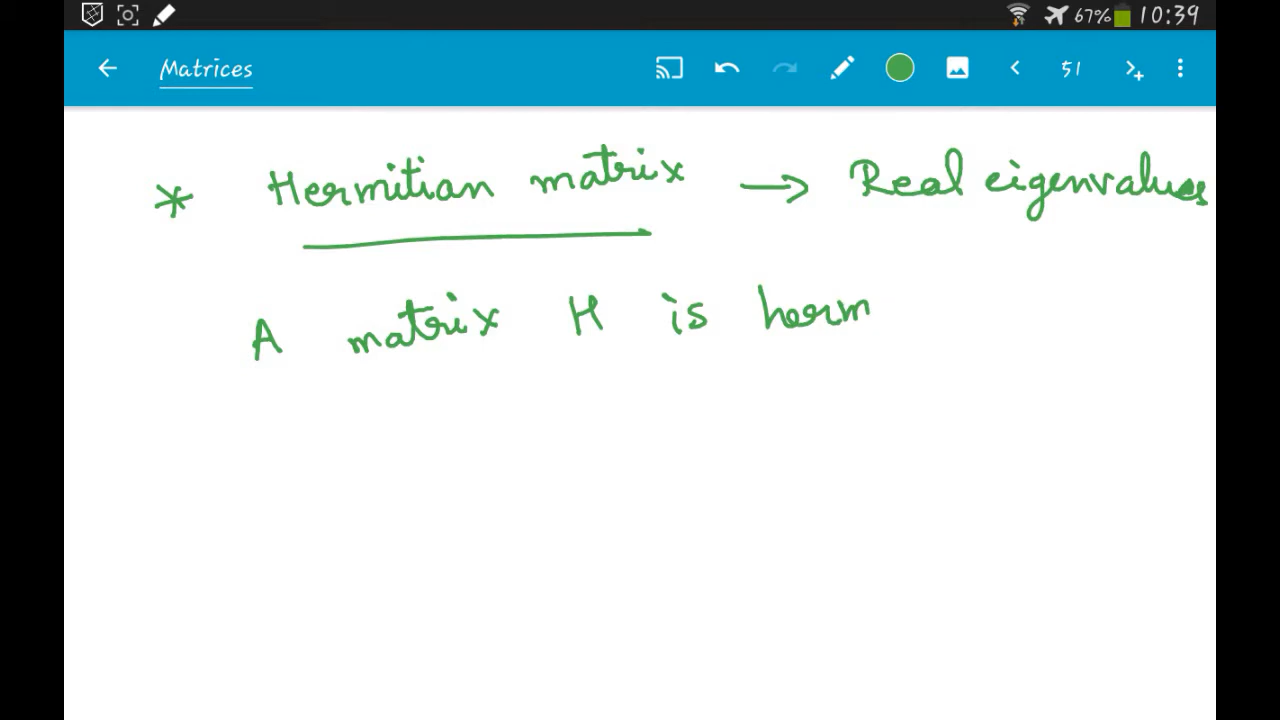 67% 10:39
Matrices 51
* Hermitian matrix → Real eigenvalues
A matrix H is herm